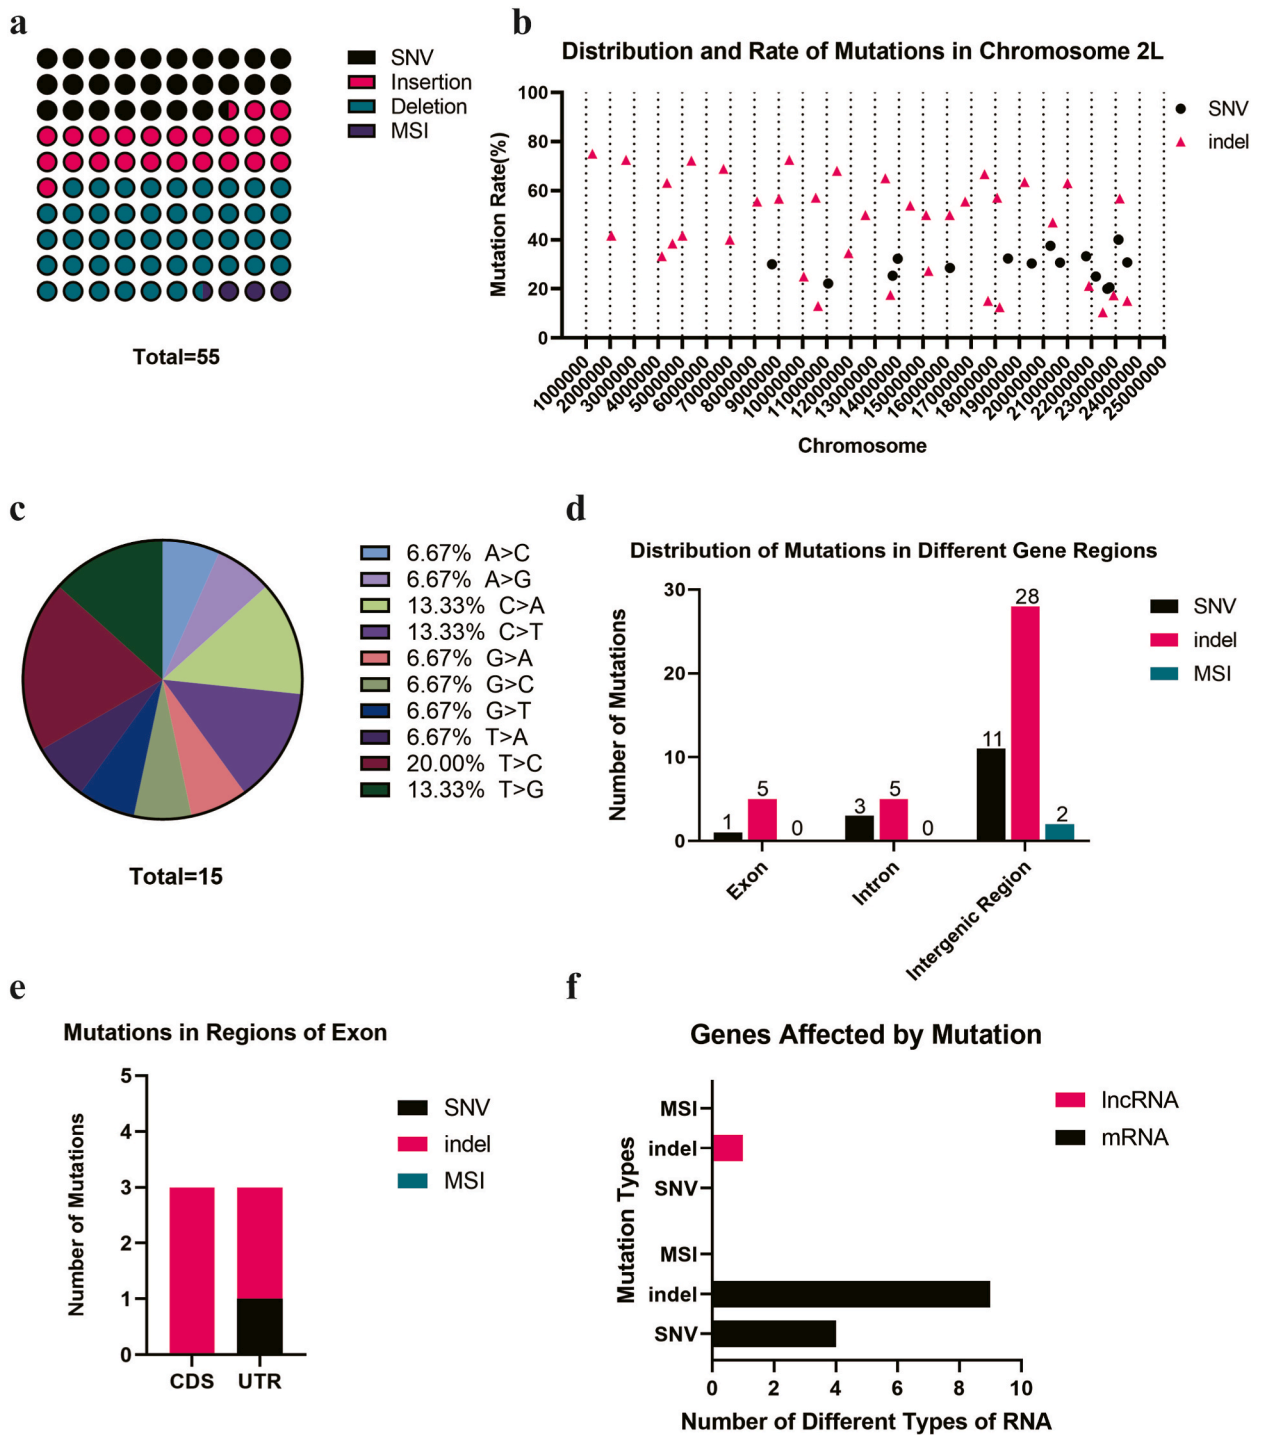 a
SNV
Insertion
Deletion
MSI
Total=55
b
Distribution and Rate of Mutations in Chromosome 2L
Mutation Rate(%)
100
80
60
40
20
0
1000000
2000000
3000000
4000000
5000000
6000000
7000000
8000000
9000000
10000000
11000000
12000000
13000000
14000000
15000000
16000000
17000000
18000000
19000000
20000000
21000000
22000000
23000000
24000000
25000000
Chromosome
SNV
indel
c
6.67% A>C
6.67% A>G
13.33% C>A
13.33% C>T
6.67% G>A
6.67% G>C
6.67% G>T
6.67% T>A
20.00% T>C
13.33% T>G
Total=15
d
Distribution of Mutations in Different Gene Regions
Number of Mutations
30
20
10
0
1
5
0
3
5
0
11
28
2
Exon
Intron
Intergenic Region
SNV
indel
MSI
e
Mutations in Regions of Exon
Number of Mutations
5
4
3
2
1
0
CDS
UTR
SNV
indel
MSI
f
Genes Affected by Mutation
Mutation Types
MSI
indel
SNV
MSI
indel
SNV
0
2
4
6
8
10
Number of Different Types of RNA
lncRNA
mRNA